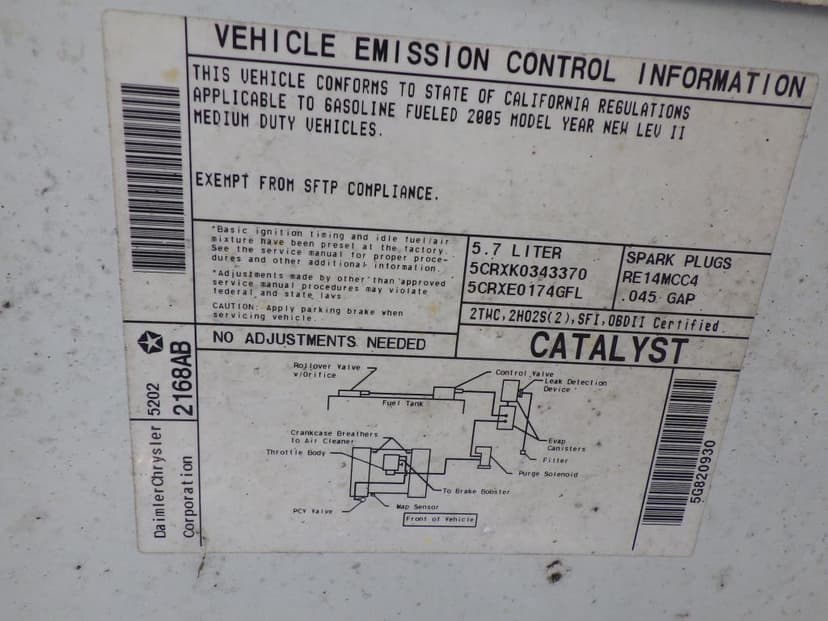 VEHICLE EMISSION CONTROL INFORMATION
THIS VEHICLE CONFORMS TO STATE OF CALIFORNIA REGULATIONS
APPLICABLE TO GASOLINE FUELED 2005 MODEL YEAR NEW LEV II
MEDIUM DUTY VEHICLES.
EXEMPT FROM SFTP COMPLIANCE.
*Basic ignition timing and idle fuel/air
mixture have been preset at the factory.
See the service manual for proper proce-
dures and other additional information.
*Adjustments made by other than approved
service manual procedures may violate
federal and state laws.
CAUTION: Apply parking brake when
servicing vehicle.
NO ADJUSTMENTS NEEDED
5.7 LITER
5CRXK0343370
5CRXE0174GFL
SPARK PLUGS
RE14MCC4
.045 GAP
2TWC,2HO2S(2),SFI,OBDII Certified
CATALYST
Rollover Valve
w/Orifice
Fuel Tank
Control Valve
Leak Detection
Device
Evap
Canisters
Filter
Crankcase Breathers
to Air Cleaner
Throttle Body
Purge Solenoid
To Brake Bobster
Map Sensor
PCV Valve
Front of Vehicle
DaimlerChrysler
Corporation
5202
2168AB
5G820930